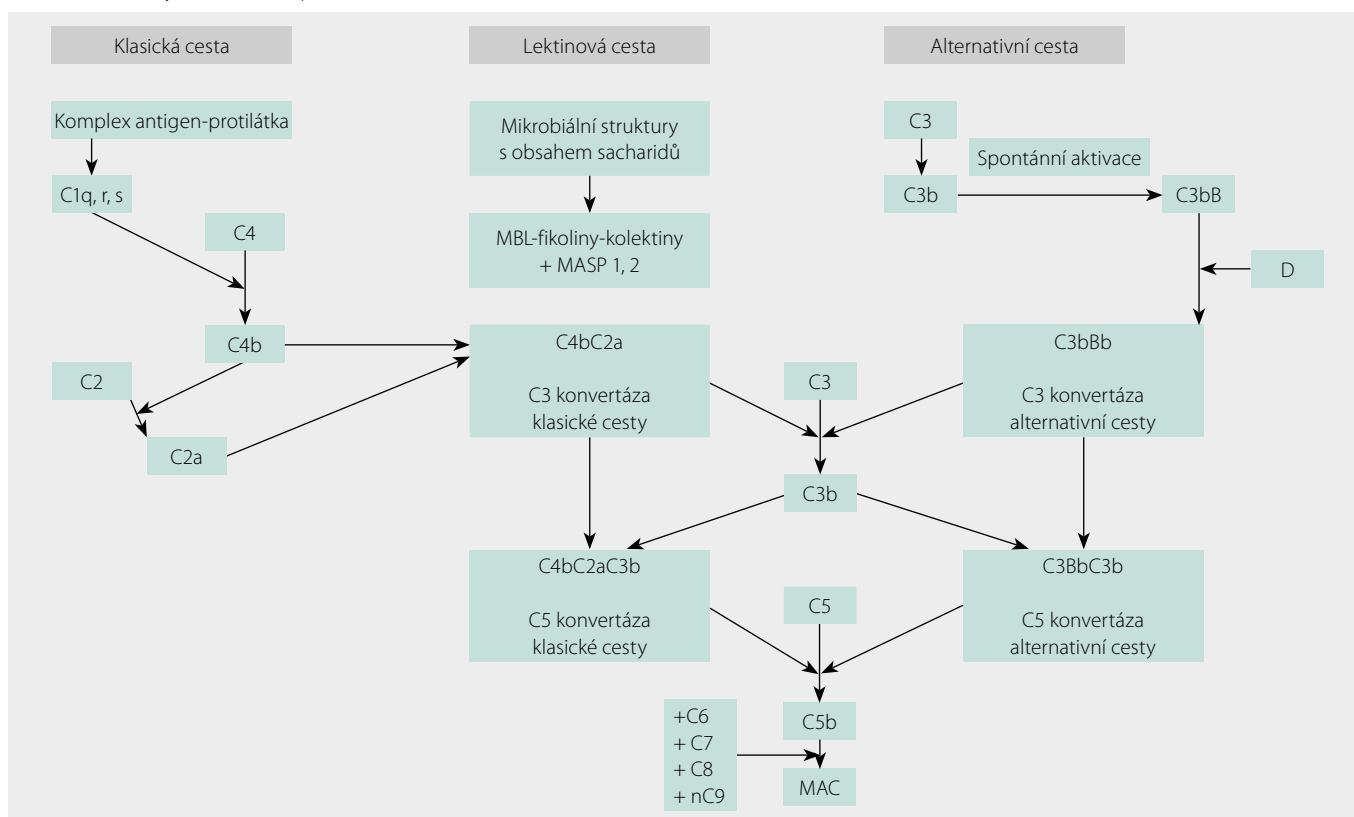 Klasická cesta
Lektinová cesta
Alternativní cesta
Komplex antigen-protilátka
Mikrobiální struktury
s obsahem sacharidů
C3
Spontánní aktivace
C1q, r, s
C3b
C3bB
C4
MBL-fikoliny-kolektiny
+ MASP 1, 2
D
C4b
C4bC2a
C3 konvertáza
klasické cesty
C3bBb
C3 konvertáza
alternativní cesty
C2
C3
C2a
C3b
C4bC2aC3b
C5 konvertáza
klasické cesty
C3BbC3b
C5 konvertáza
alternativní cesty
C5
+C6
+ C7
+ C8
+ nC9
C5b
MAC